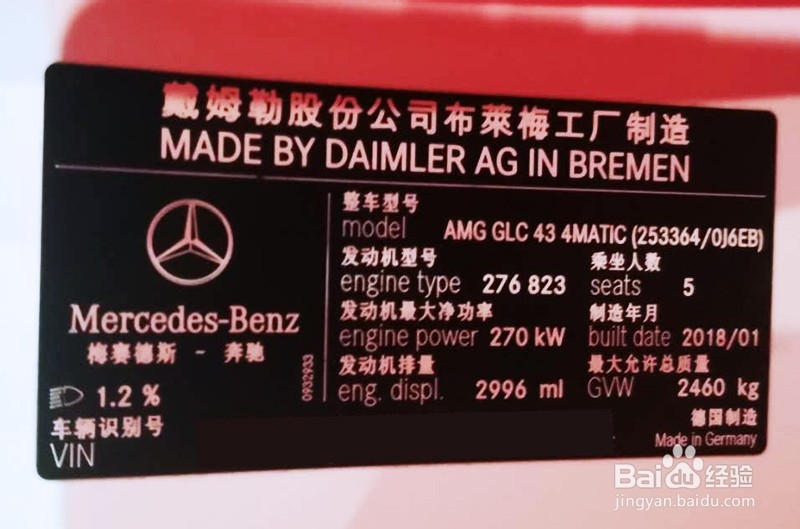 戴姆勒股份公司布莱梅工厂制造
MADE BY DAIMLER AG IN BREMEN
整车型号
model AMG GLC 43 4MATIC (253364/0J6EB)
发动机型号 乘坐人数
engine type 276 823 seats 5
发动机最大净功率 制造年月
engine power 270 kW built date 2018/01
发动机排量 最大允许总质量
eng. displ. 2996 ml GVW 2460 kg
Mercedes-Benz
梅赛德斯 - 奔驰
0932933
1.2 %
车辆识别号 德国制造
VIN Made in Germany
Bai du 经验
jingyan.baidu.com